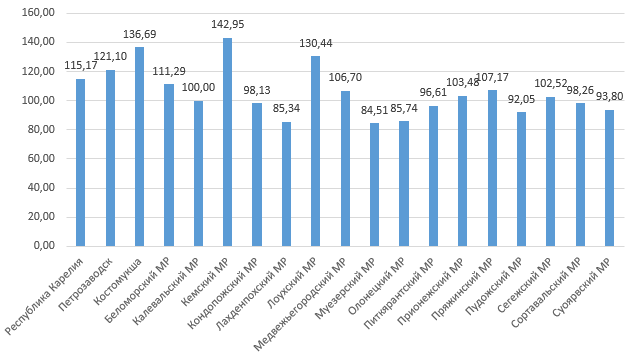 160,00
140,00
120,00
100,00
80,00
60,00
40,00
20,00
0,00
115,17
121,10
136,69
111,29
100,00
142,95
98,13
85,34
130,44
106,70
84,51
85,74
96,61
103,48
107,17
92,05
102,52
98,26
93,80
Республика Карелия
Петрозаводск
Костомукша
Беломорский МР
Калевальский МР
Кемский МР
Кондопожский МР
Лахденпохский МР
Лоухский МР
Медвежьегорский МР
Муезерский МР
Олонецкий МР
Питкярантский МР
Прионежский МР
Пряжинский МР
Пудожский МР
Сегежский МР
Сортавальский МР
Суоярвский МР